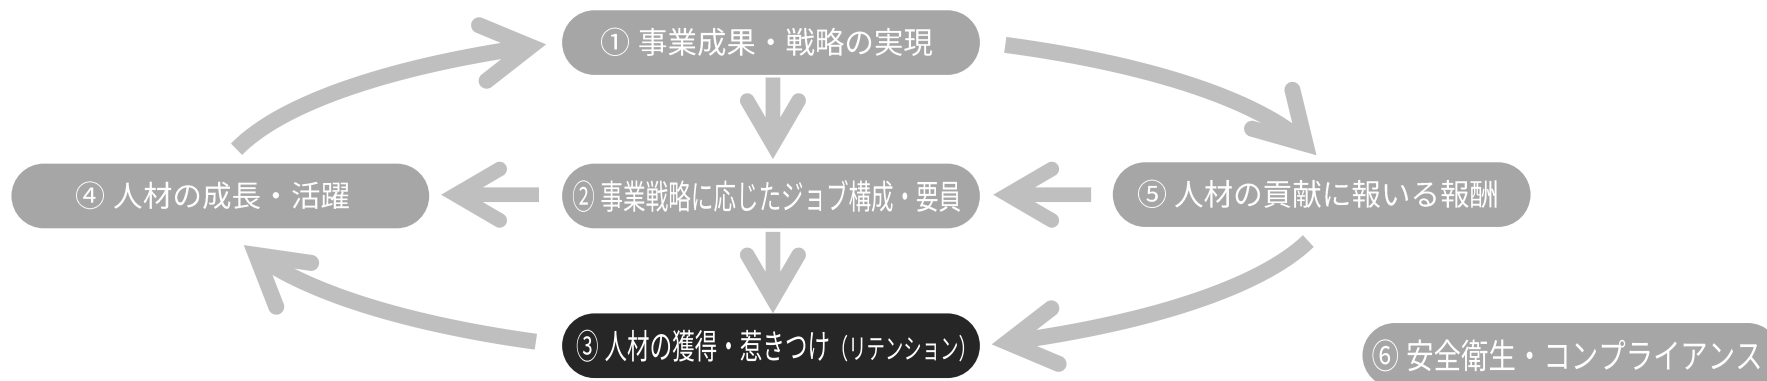 ① 事業成果・戦略の実現
④ 人材の成長・活躍
② 事業戦略に応じたジョブ構成・要員
⑤ 人材の貢献に報いる報酬
③ 人材の獲得・惹きつけ（リテンション）
⑥ 安全衛生・コンプライアンス